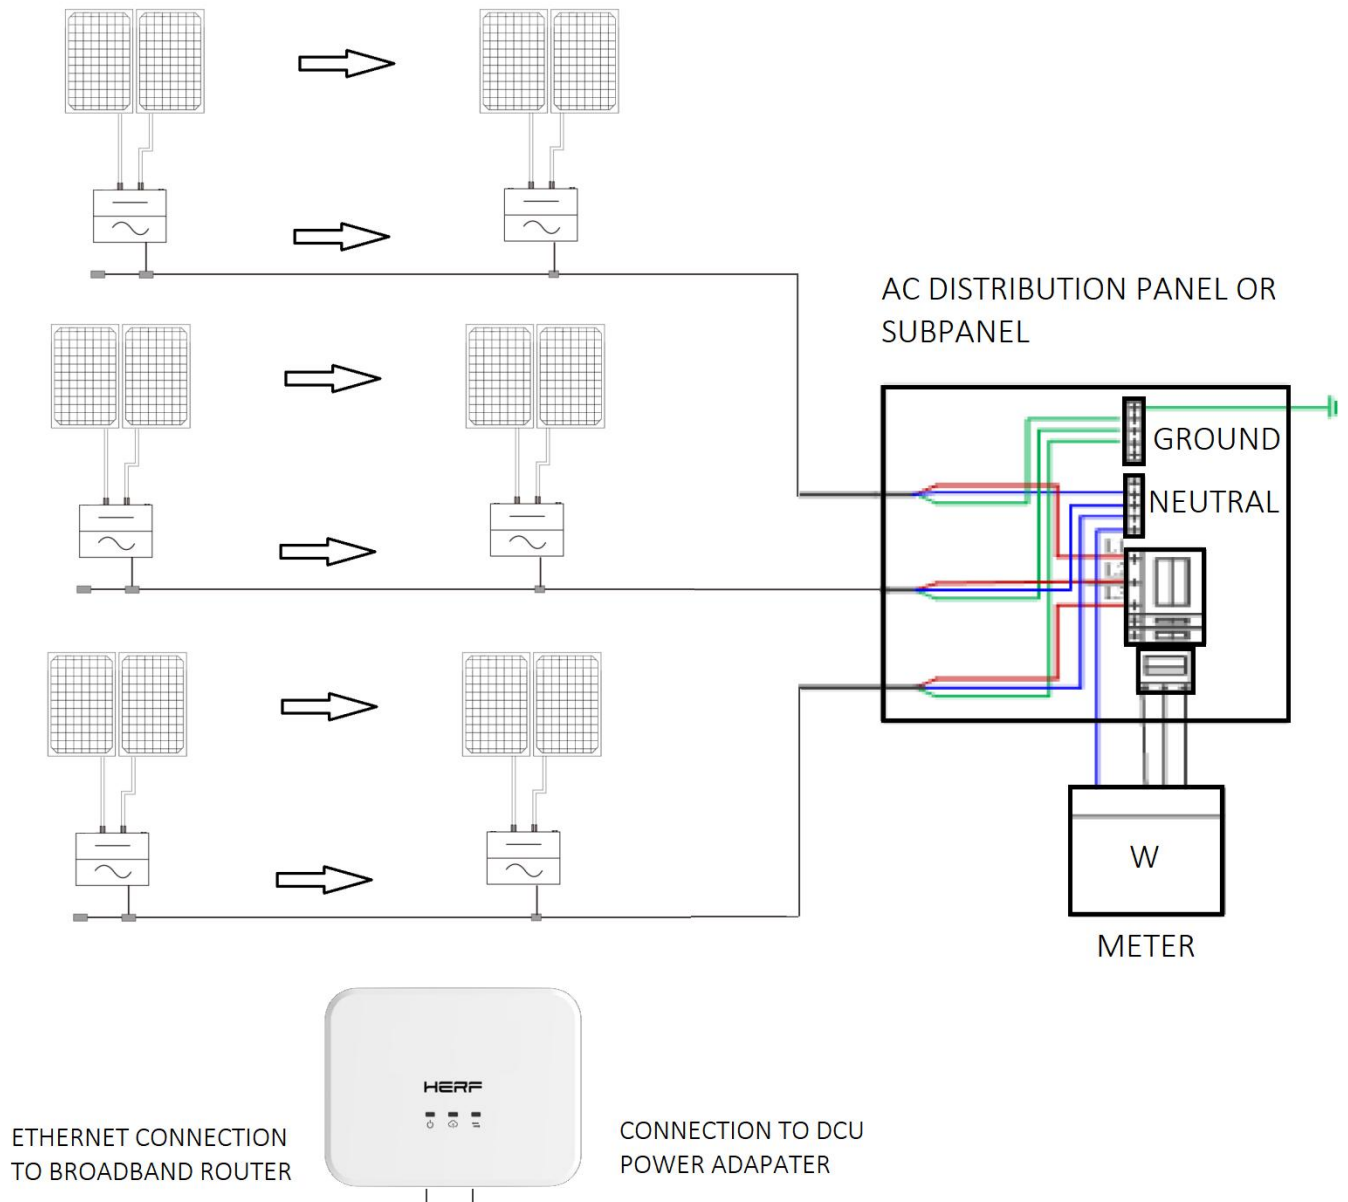 AC DISTRIBUTION PANEL OR
SUBPANEL
GROUND
NEUTRAL
W
METER
HERF
ETHERNET CONNECTION
TO BROADBAND ROUTER
CONNECTION TO DCU
POWER ADAPATER